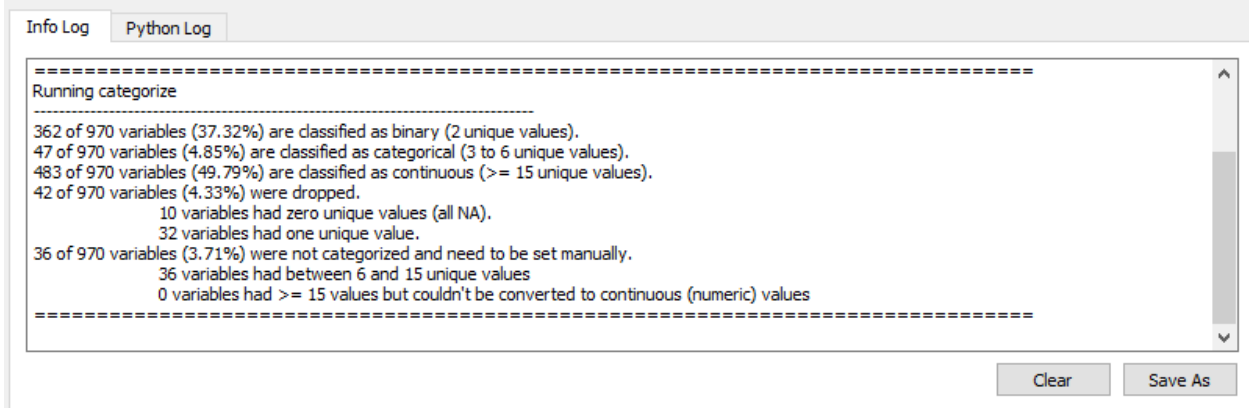 Info Log
Python Log
================================================================================
Running categorize
--------------------------------------------------------------------------------
362 of 970 variables (37.32%) are classified as binary (2 unique values).
47 of 970 variables (4.85%) are classified as categorical (3 to 6 unique values).
483 of 970 variables (49.79%) are classified as continuous (>= 15 unique values).
42 of 970 variables (4.33%) were dropped.
10 variables had zero unique values (all NA).
32 variables had one unique value.
36 of 970 variables (3.71%) were not categorized and need to be set manually.
36 variables had between 6 and 15 unique values
0 variables had >= 15 values but couldn't be converted to continuous (numeric) values
================================================================================
Clear
Save As